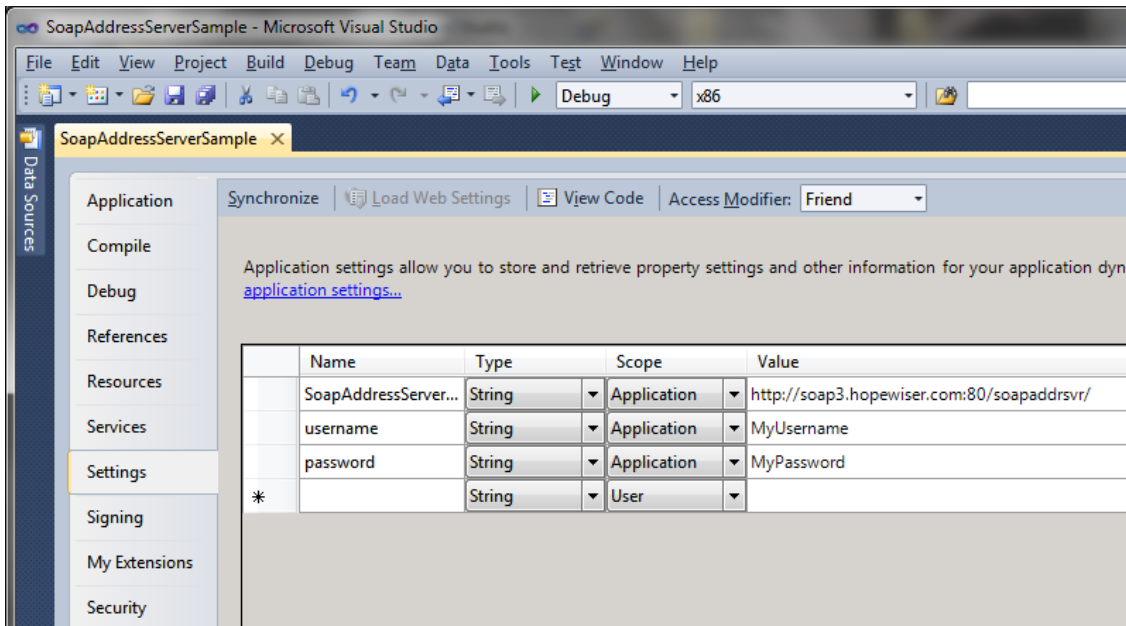 SoapAddressServerSample - Microsoft Visual Studio
File Edit View Project Build Debug Team Data Tools Test Window Help
Debug x86
SoapAddressServerSample
Data Sources
Synchronize Load Web Settings View Code Access Modifier: Friend
Application
Compile
Debug
References
Resources
Services
Settings
Signing
My Extensions
Security
Application settings allow you to store and retrieve property settings and other information for your application dyn
application settings...
Name Type Scope Value
SoapAddressServer... String Application http://soap3.hopewiser.com:80/soapaddrsvr/
username String Application MyUsername
password String Application MyPassword
* String User